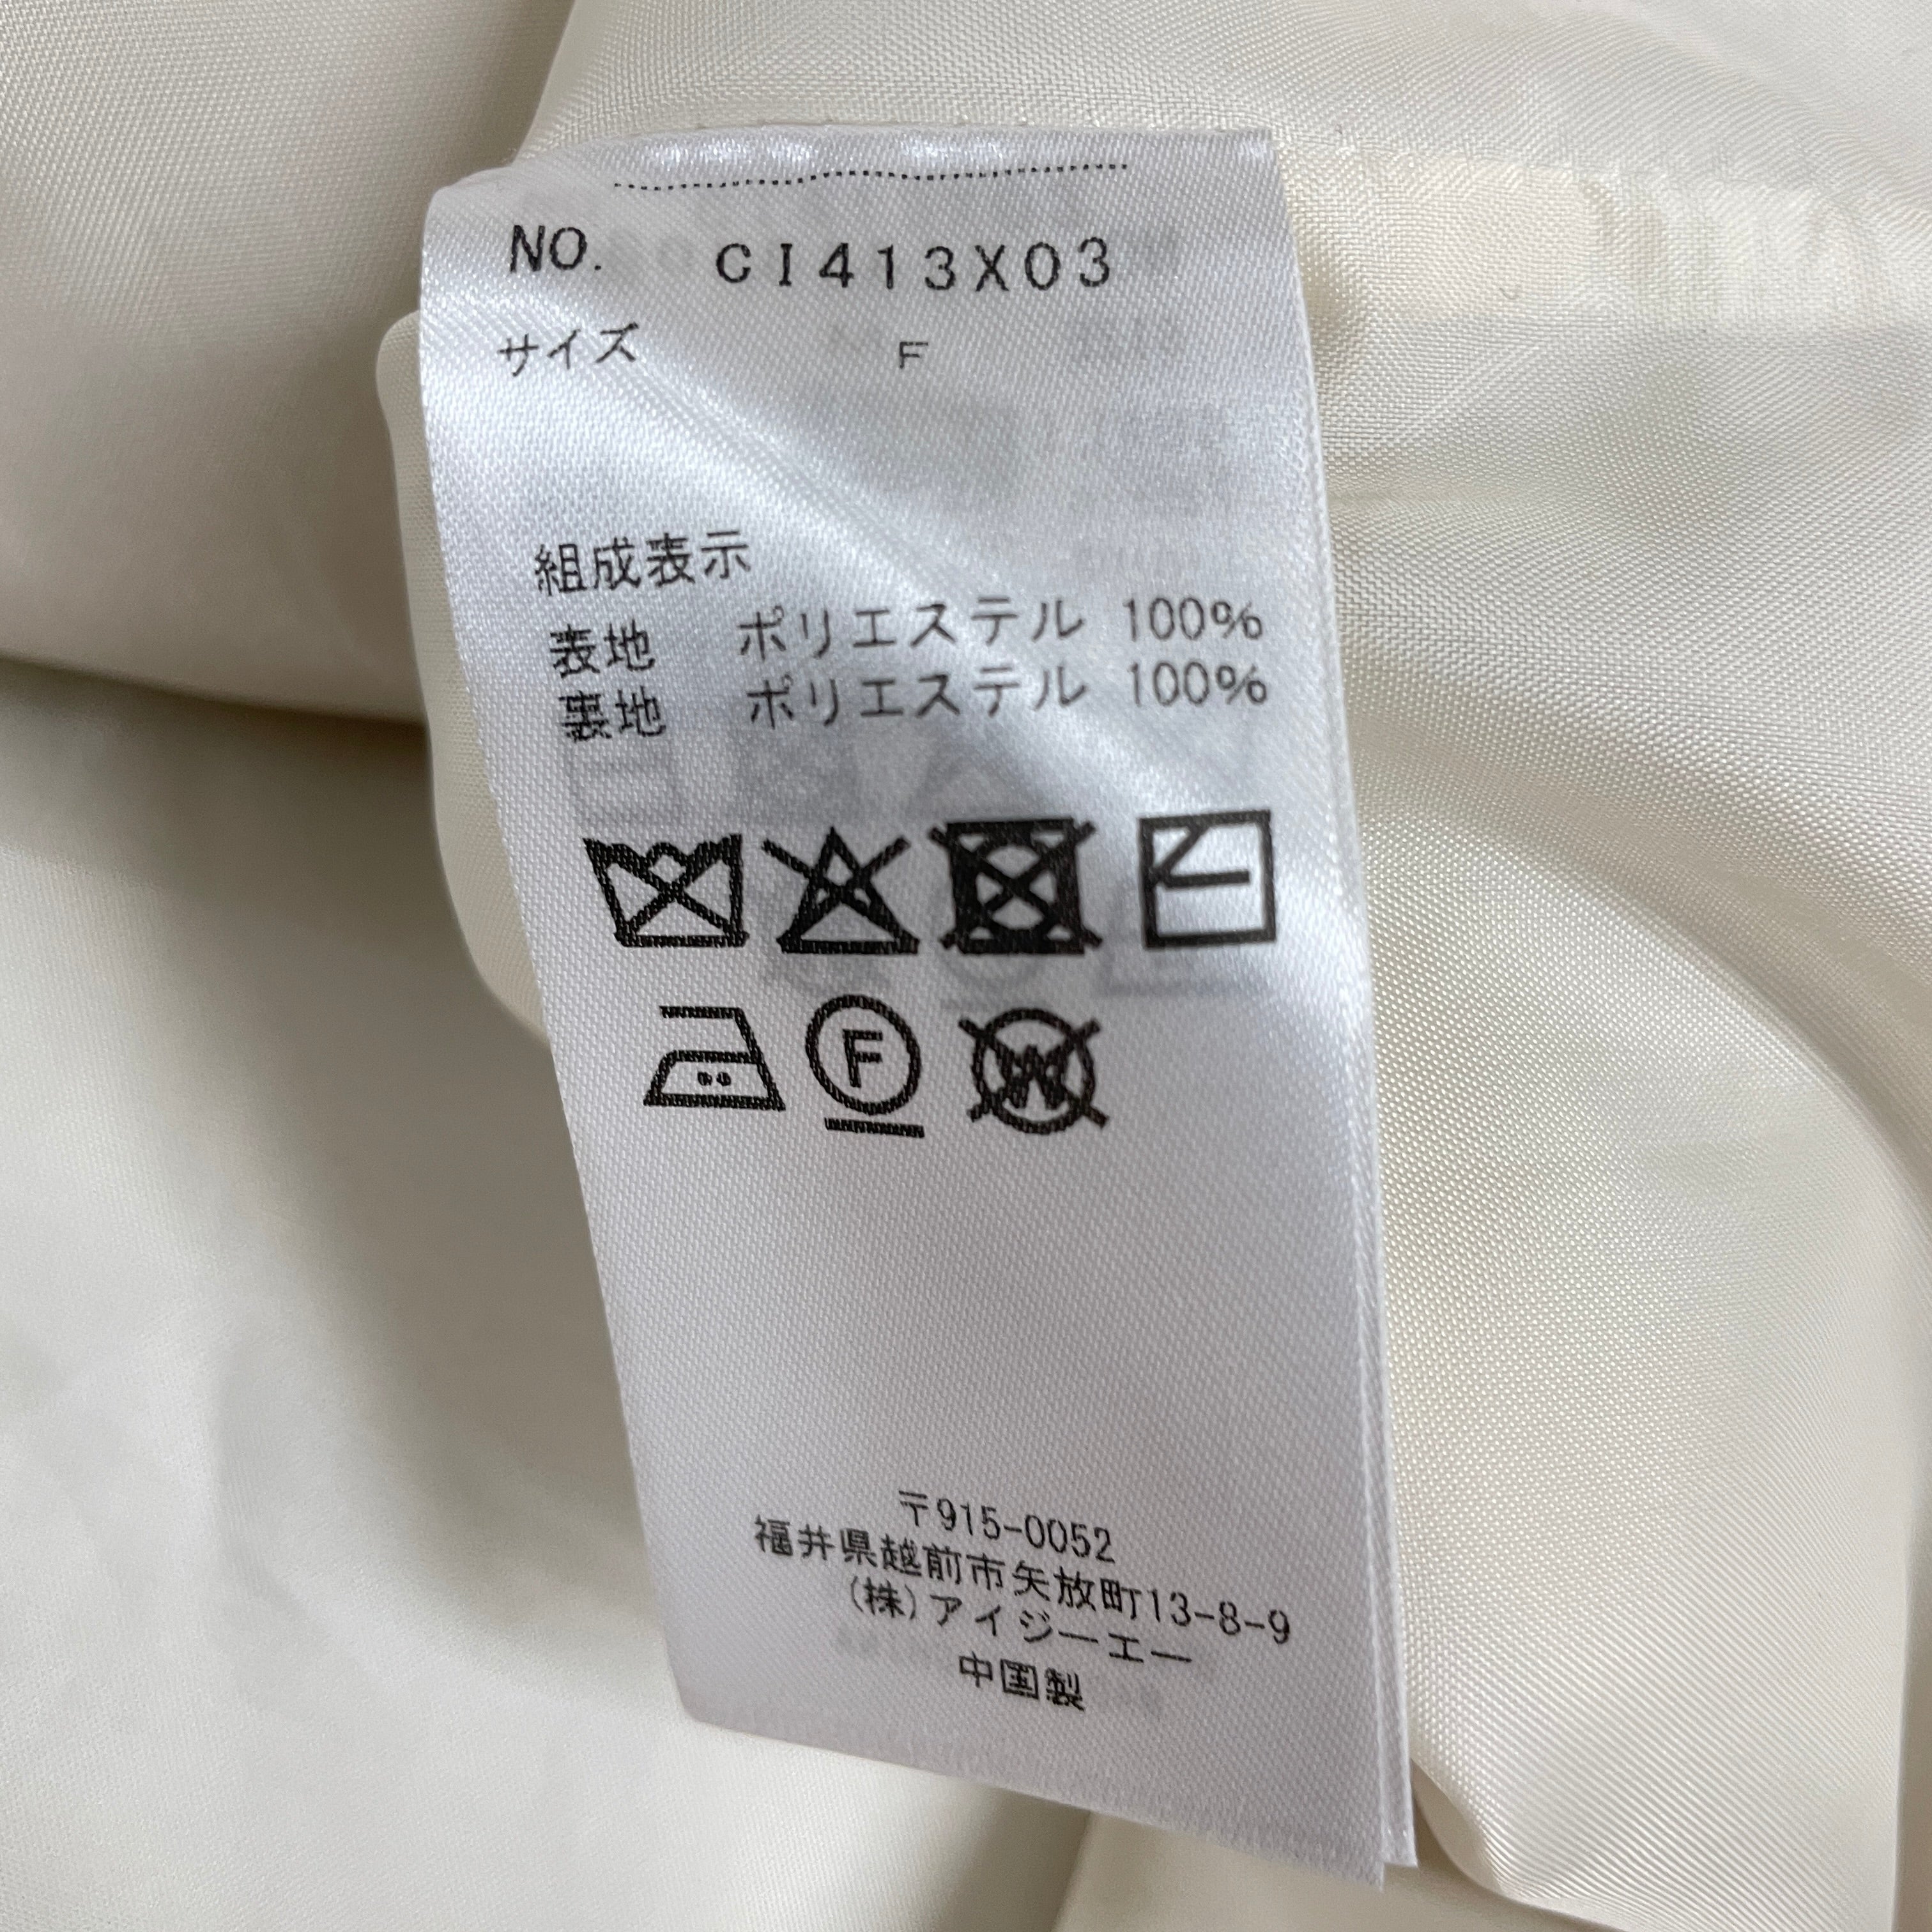 NO. CI413X03
サイズ F
組成表示
表地 ポリエステル 100%
裏地 ポリエステル 100%
F W
〒915-0052
福井県越前市矢放町13-8-9
(株)アイジーエー
中国製